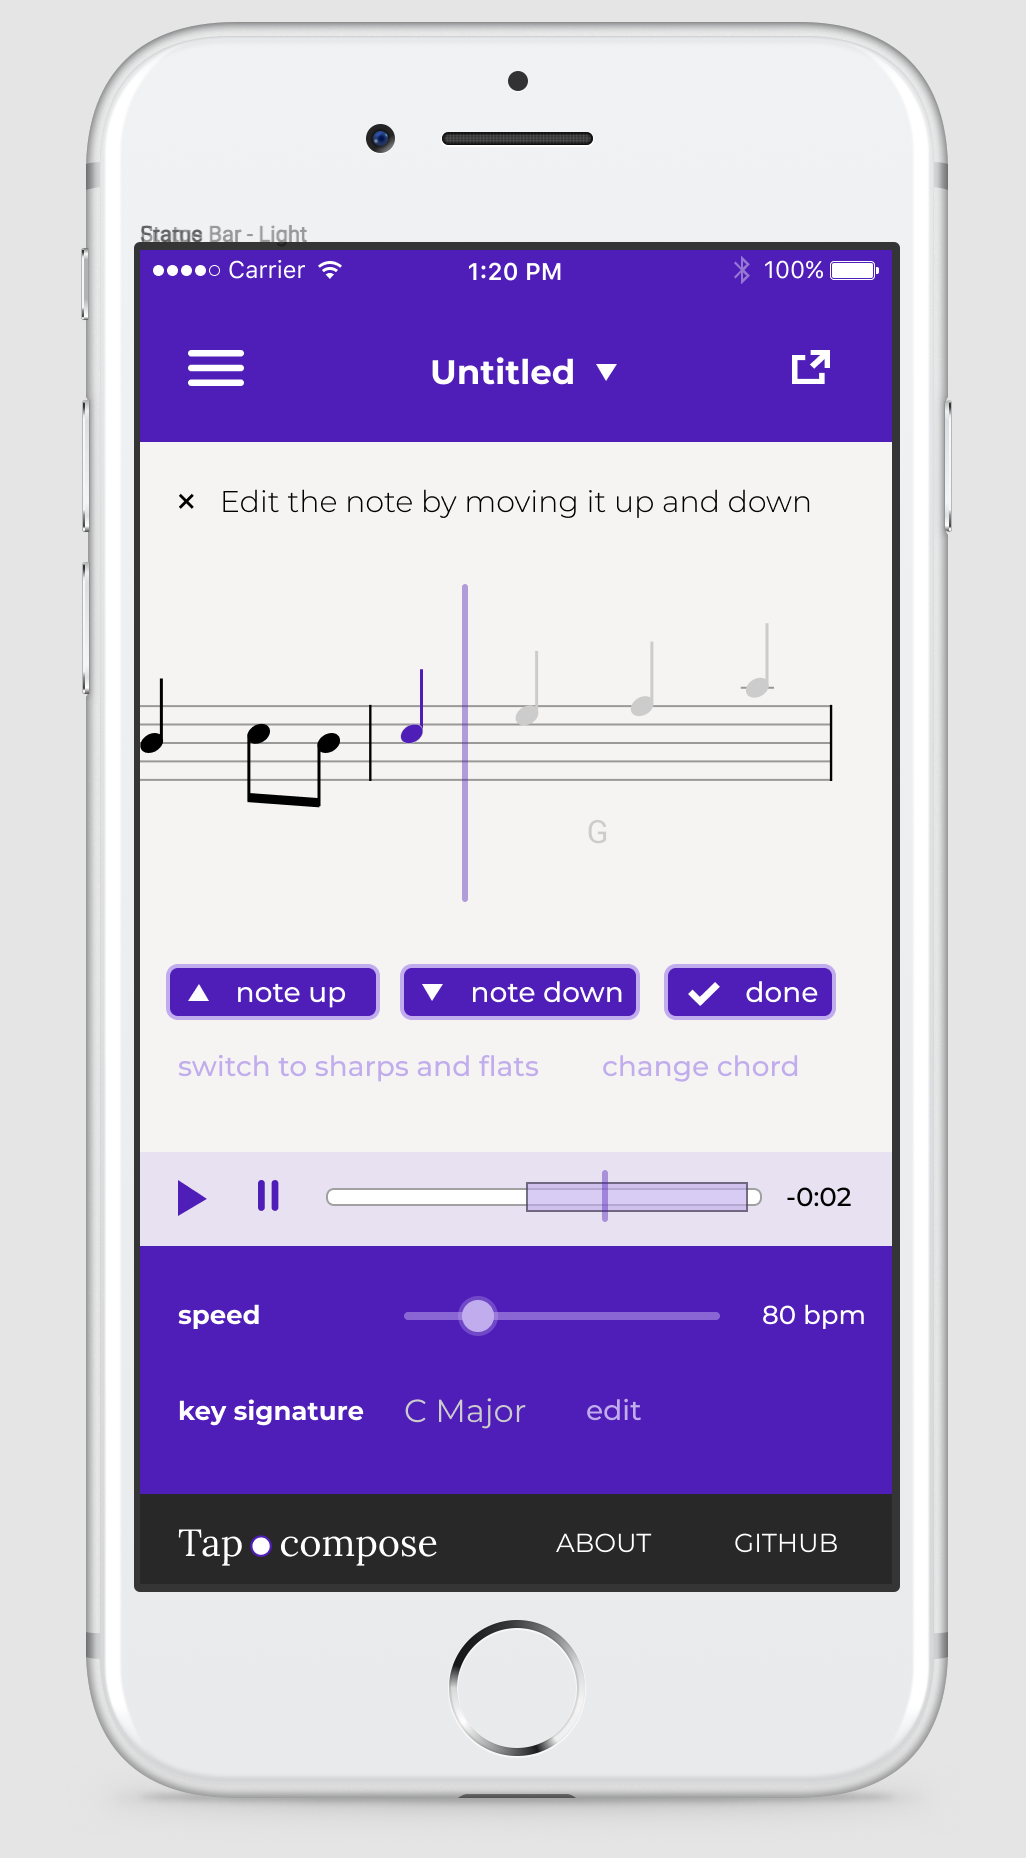 Status Bar - Light
Carrier 1:20 PM 100%
Untitled
Edit the note by moving it up and down
G
note up note down done
switch to sharps and flats change chord
-0:02
speed 80 bpm
key signature C Major edit
Tap compose ABOUT GITHUB